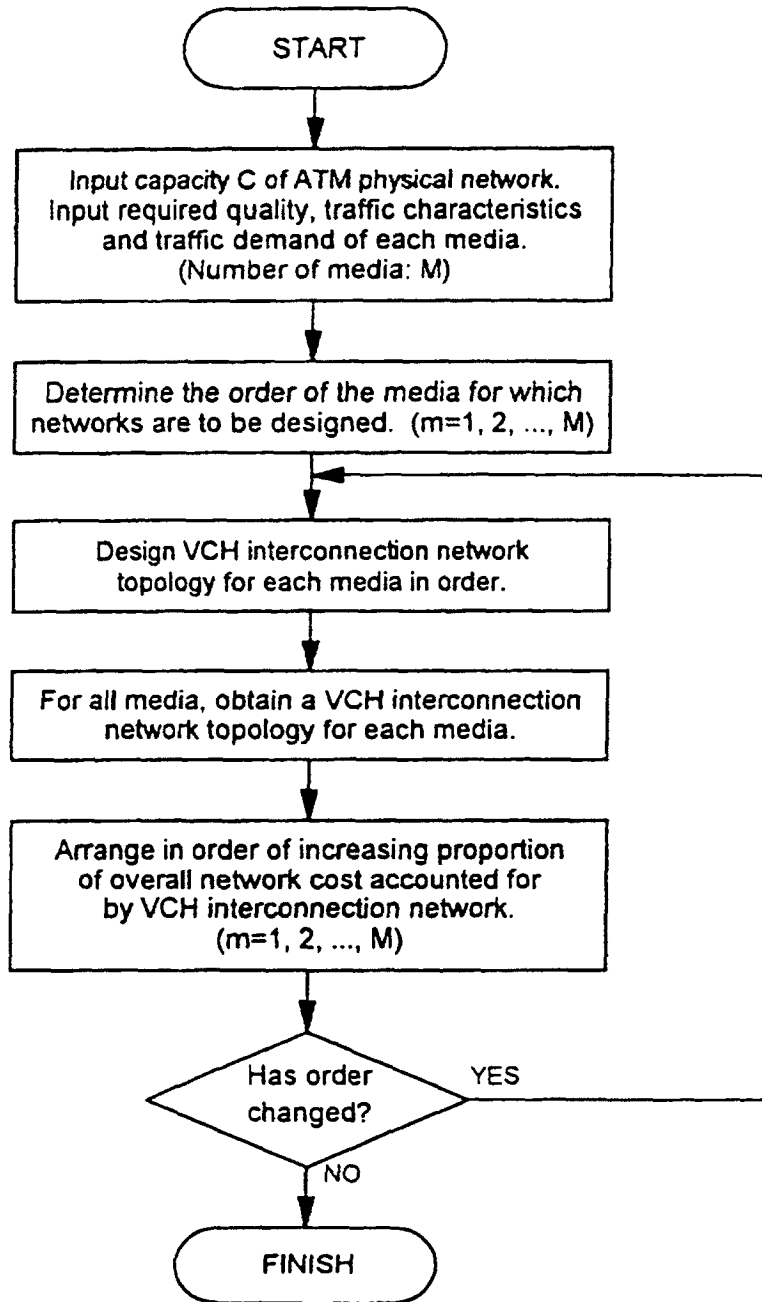 START
Input capacity C of ATM physical network.
Input required quality, traffic characteristics
and traffic demand of each media.
(Number of media: M)
Determine the order of the media for which
networks are to be designed. (m=1, 2, ..., M)
Design VCH interconnection network
topology for each media in order.
For all media, obtain a VCH interconnection
network topology for each media.
Arrange in order of increasing proportion
of overall network cost accounted for
by VCH interconnection network.
(m=1, 2, ..., M)
Has order
changed?
YES
NO
FINISH